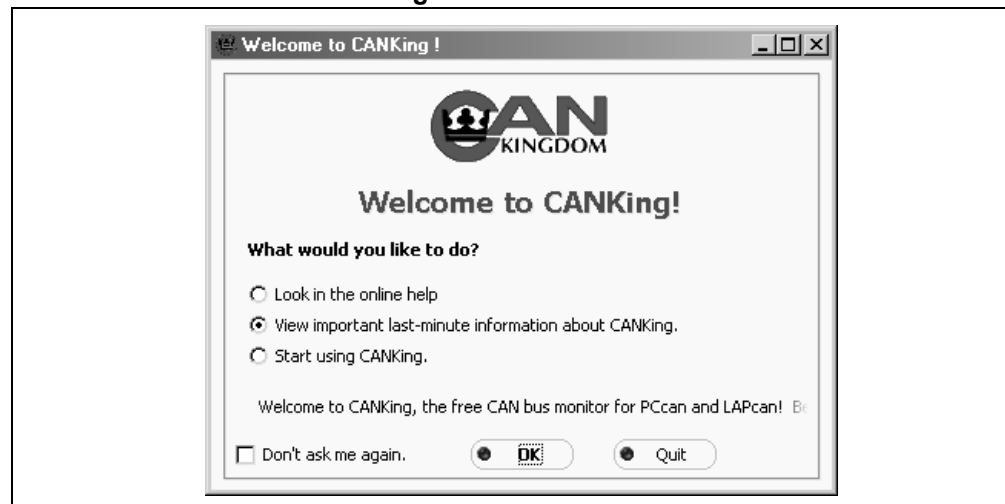 Welcome to CANKing !
CAN
KINGDOM
Welcome to CANKing!
What would you like to do?
Look in the online help
View important last-minute information about CANKing.
Start using CANKing.
Welcome to CANKing, the free CAN bus monitor for PCcan and LAPcan!
Don't ask me again.
OK
Quit